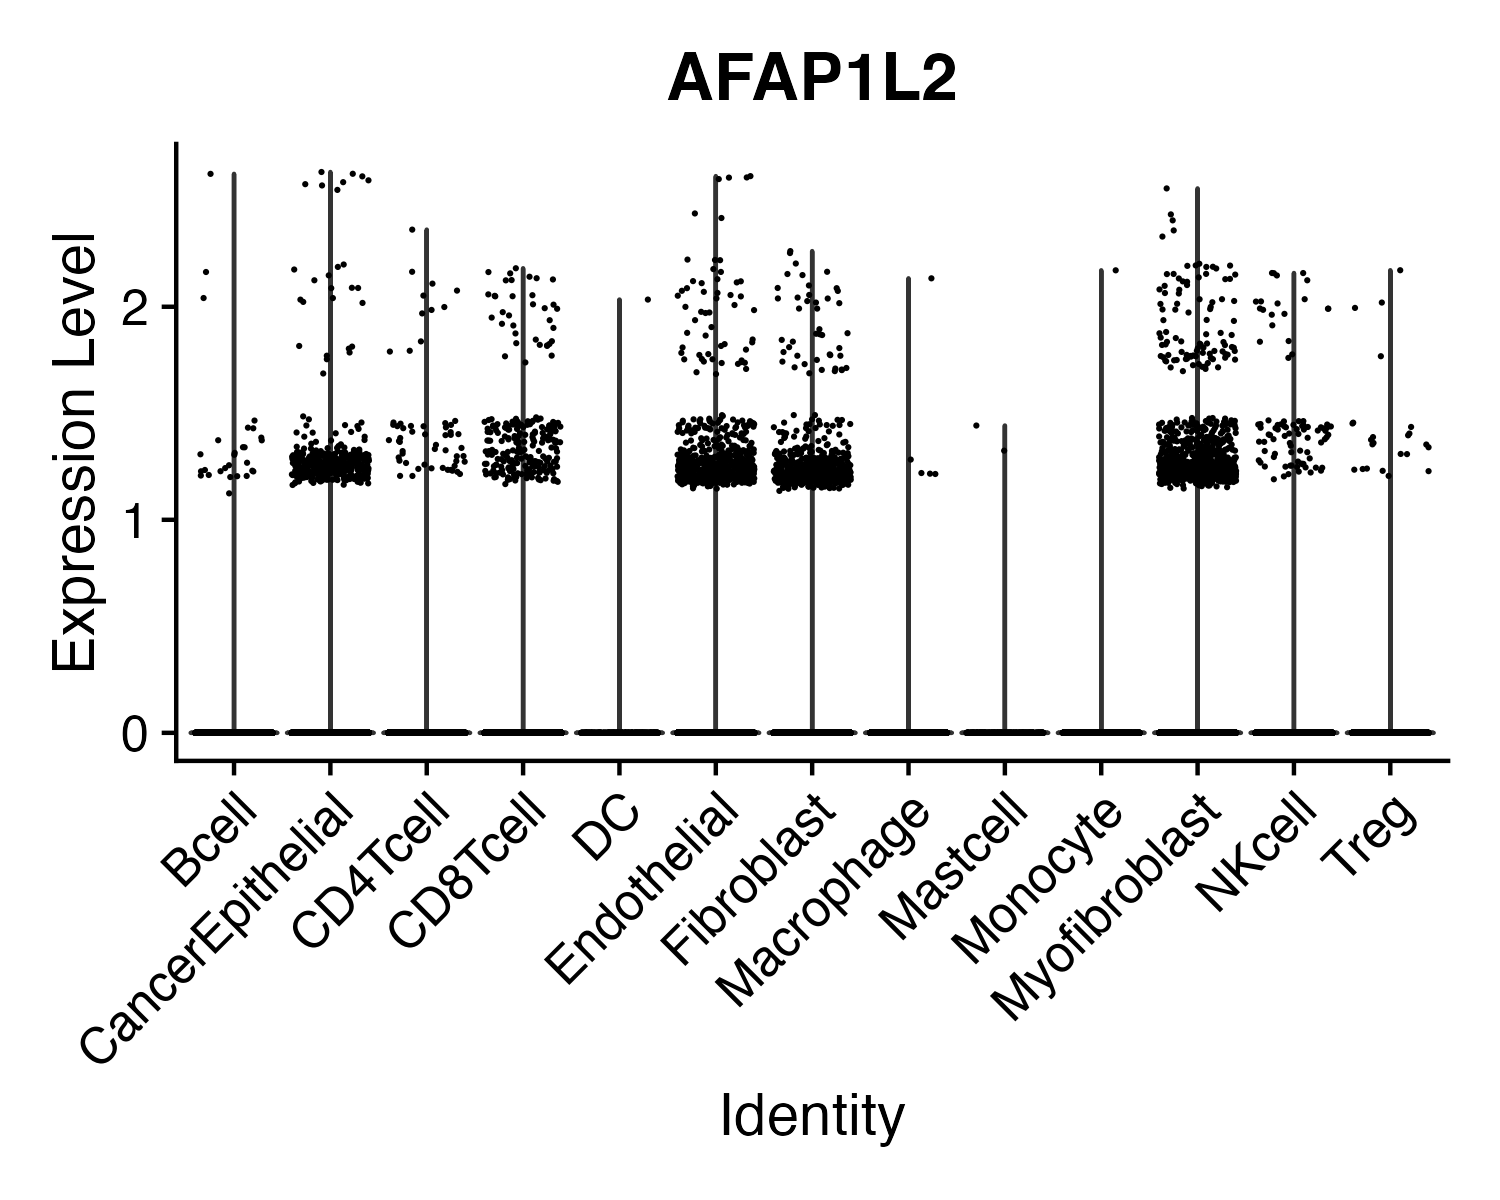 AFAP1L2
Expression Level
2
1
0
Bcell
CancerEpithelial
CD4Tcell
CD8Tcell
DC
Endothelial
Fibroblast
Macrophage
Mastcell
Monocyte
Myofibroblast
NKcell
Treg
Identity